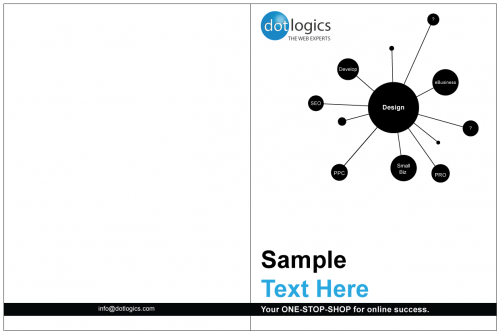 dotlogics
THE WEB EXPERTS
?
Develop
eBusiness
SEO
Design
?
PPC
Small
Biz
PRO
Sample
Text Here
info@dotlogics.com
Your ONE-STOP-SHOP for online success.